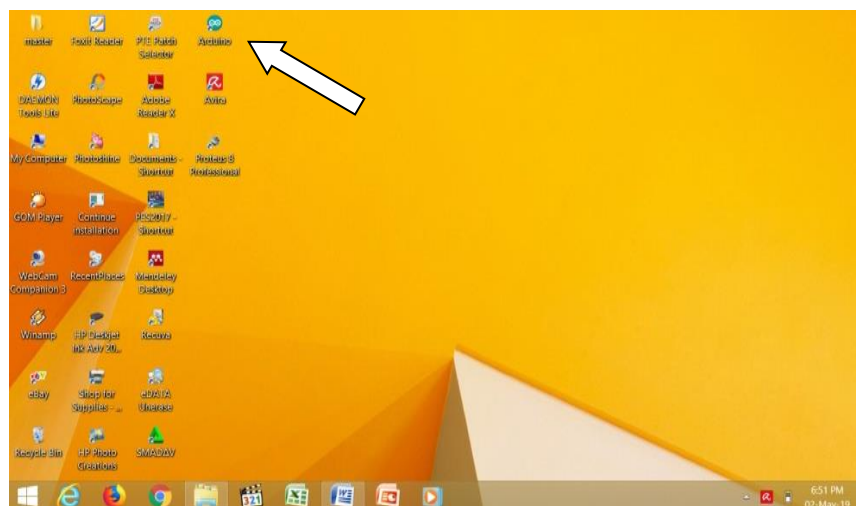 master
Foxit Reader
PTE Patch
Selector
Arduino
DAEMON
Tools Lite
PhotoScape
Adobe
Reader X
Avira
My Computer
Photoshine
Documents -
Shortcut
Proteus 8
Professional
GOM Player
Continue
installation
PES2017 -
Shortcut
WebCam
Companion 3
RecentPlaces
Mendeley
Desktop
Winamp
HP Deskjet
Ink Adv 20...
Recuva
eBay
Shop for
Supplies - ...
eDATA
Unerase
Recycle Bin
HP Photo
Creations
SMADAV
321
6:51 PM
02-May-19